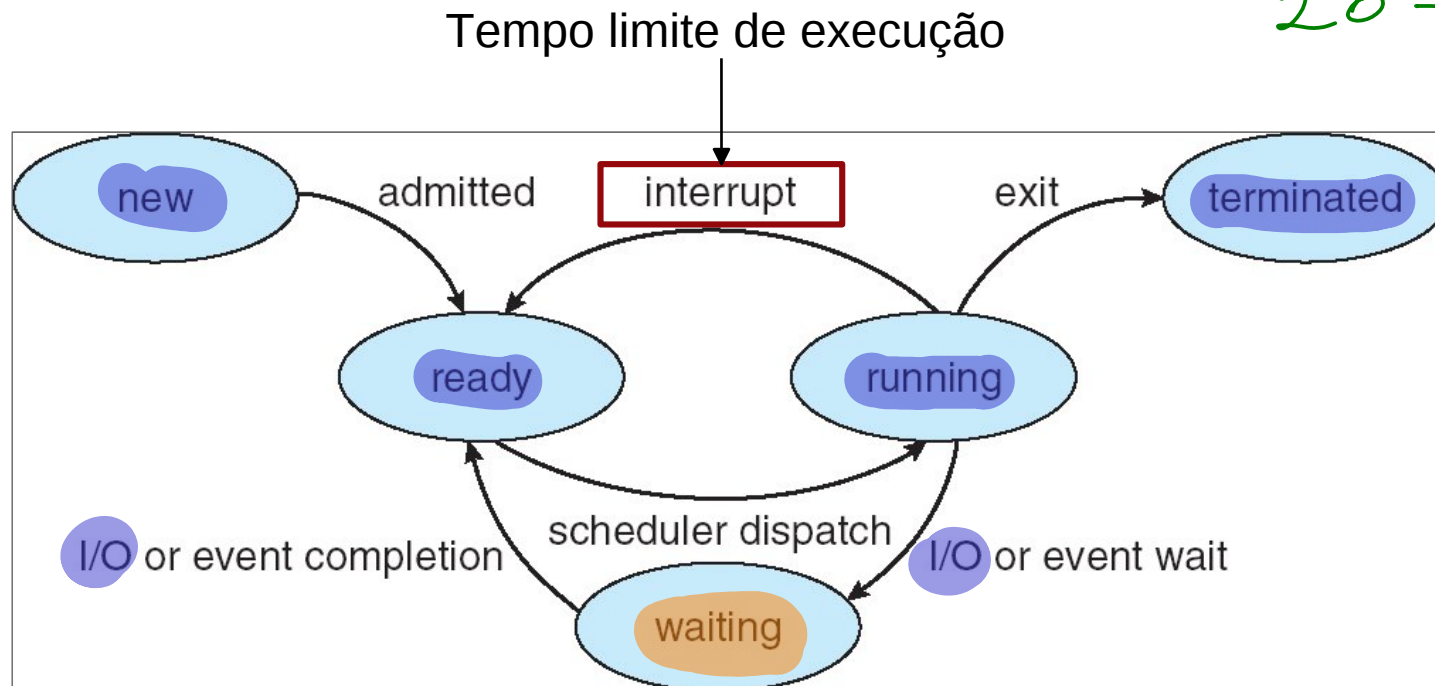 Tempo limite de execução
new
admitted
interrupt
exit
terminated
ready
running
scheduler dispatch
I/O or event completion
I/O or event wait
waiting